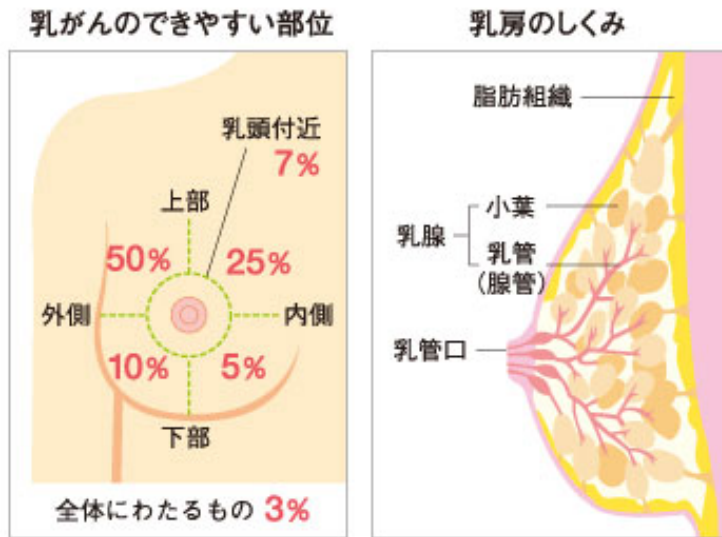 乳がんのできやすい部位
乳頭付近
7%
上部
50%
25%
外側
内側
10%
5%
下部
全体にわたるもの 3%
乳房のしくみ
脂肪組織
小葉
乳腺
乳管
(腺管)
乳管口